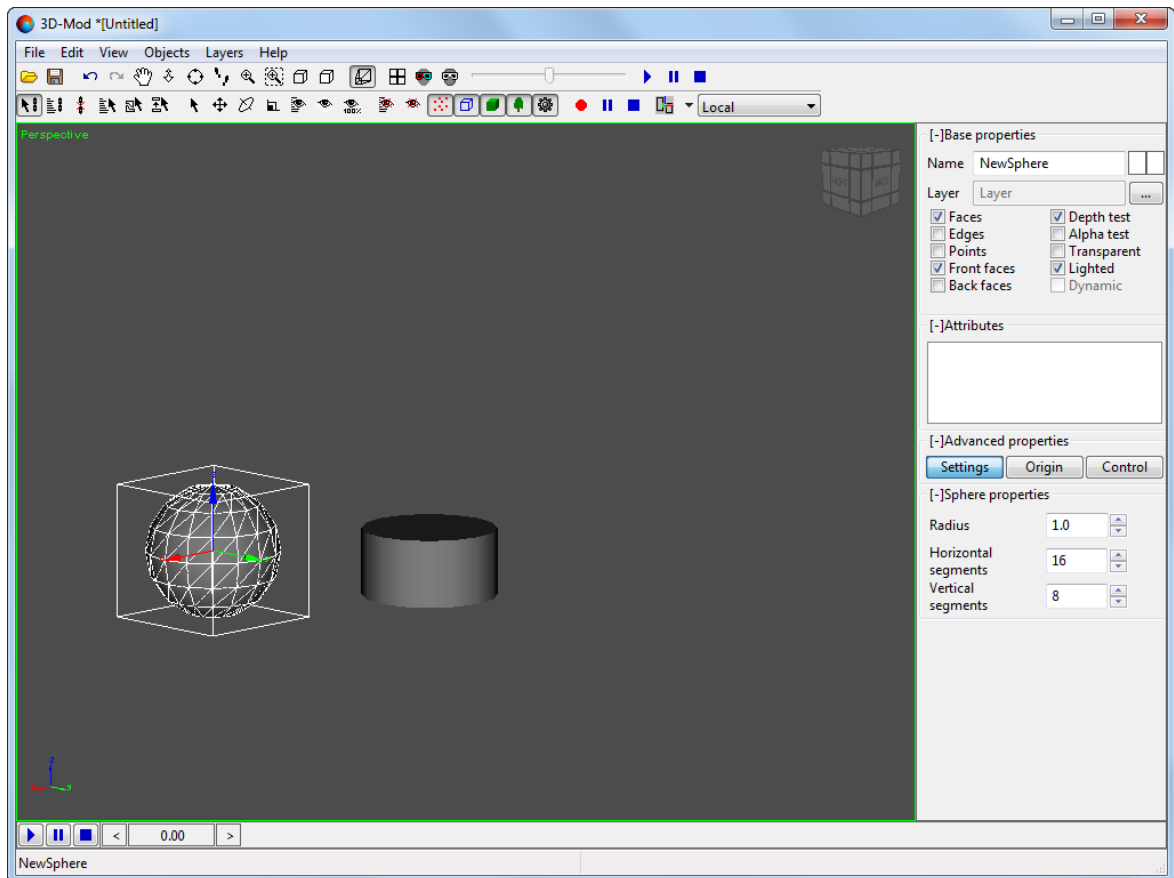 3D-Mod *[Untitled]
File Edit View Objects Layers Help
100%
Local
Perspective
[-]Base properties
Name NewSphere
Layer Layer ...
Faces Depth test
Edges Alpha test
Points Transparent
Front faces Lighted
Back faces Dynamic
[-]Attributes
[-]Advanced properties
Settings Origin Control
[-]Sphere properties
Radius 1.0
Horizontal
segments 16
Vertical
segments 8
z
y
< 0.00 >
NewSphere